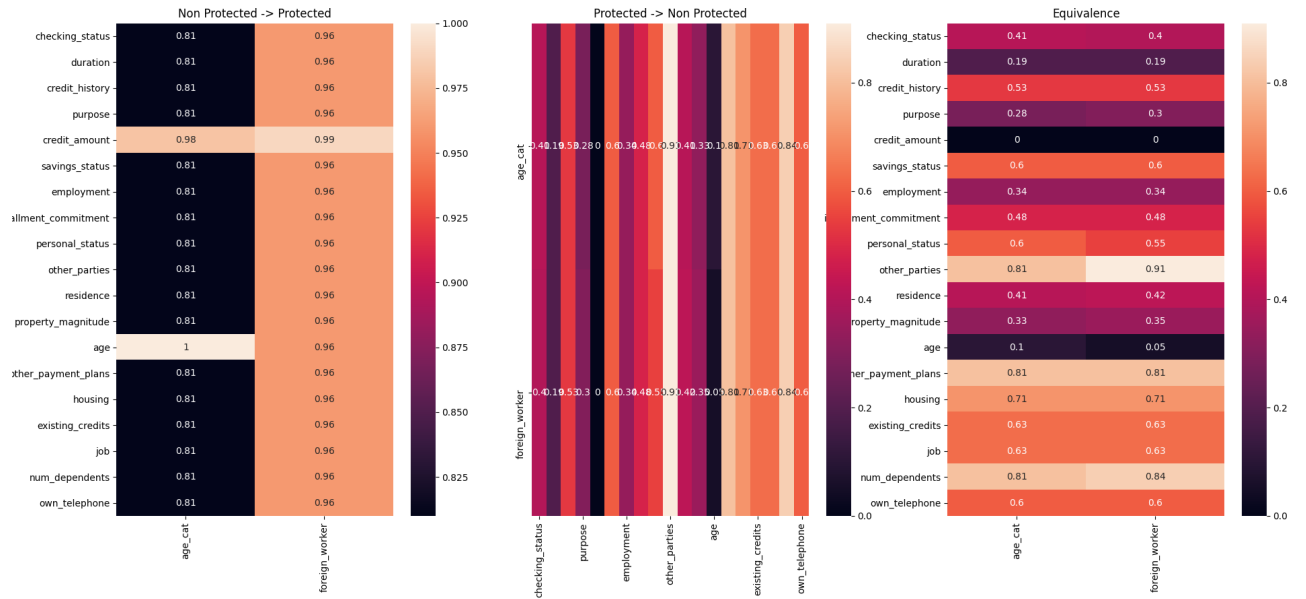 Non Protected -> Protected
checking_status 0.81 0.96
duration 0.81 0.96
credit_history 0.81 0.96
purpose 0.81 0.96
credit_amount 0.98 0.99
savings_status 0.81 0.96
employment 0.81 0.96
allment_commitment 0.81 0.96
personal_status 0.81 0.96
other_parties 0.81 0.96
residence 0.81 0.96
property_magnitude 0.81 0.96
age 1 0.96
other_payment_plans 0.81 0.96
housing 0.81 0.96
existing_credits 0.81 0.96
job 0.81 0.96
num_dependents 0.81 0.96
own_telephone 0.81 0.96
age_cat foreign_worker
1.000
0.975
0.950
0.925
0.900
0.875
0.850
0.825
Protected -> Non Protected
age_cat
foreign_worker
checking_status purpose employment other_parties age existing_credits own_telephone
0.8
0.6
0.4
0.2
0.0
Equivalence
checking_status 0.41 0.4
duration 0.19 0.19
credit_history 0.53 0.53
purpose 0.28 0.3
credit_amount 0 0
savings_status 0.6 0.6
employment 0.34 0.34
ment_commitment 0.48 0.48
personal_status 0.6 0.55
other_parties 0.81 0.91
residence 0.41 0.42
roperty_magnitude 0.33 0.35
age 0.1 0.05
her_payment_plans 0.81 0.81
housing 0.71 0.71
existing_credits 0.63 0.63
job 0.63 0.63
num_dependents 0.81 0.84
own_telephone 0.6 0.6
age_cat foreign_worker
0.8
0.6
0.4
0.2
0.0